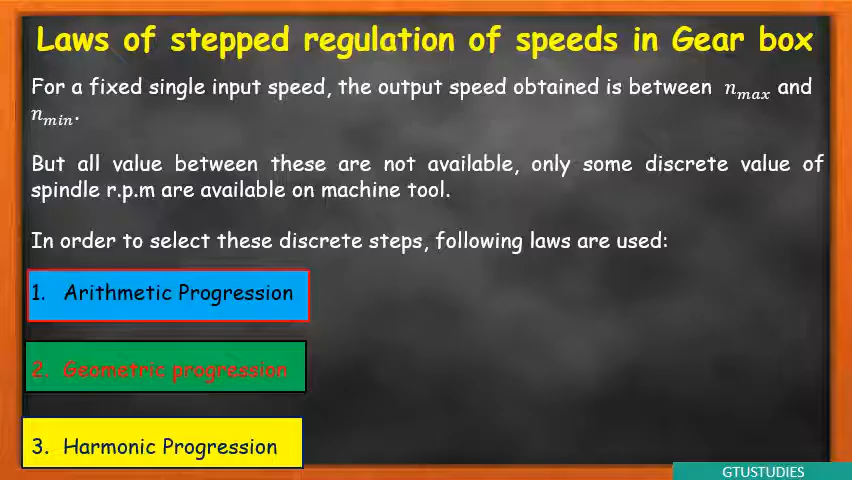 Laws of stepped regulation of speeds in Gear box
For a fixed single input speed, the output speed obtained is between n_max and
n_min.
But all value between these are not available, only some discrete value of
spindle r.p.m are available on machine tool.
In order to select these discrete steps, following laws are used:
1. Arithmetic Progression
2. Geometric progression
3. Harmonic Progression
GTUSTUDIES